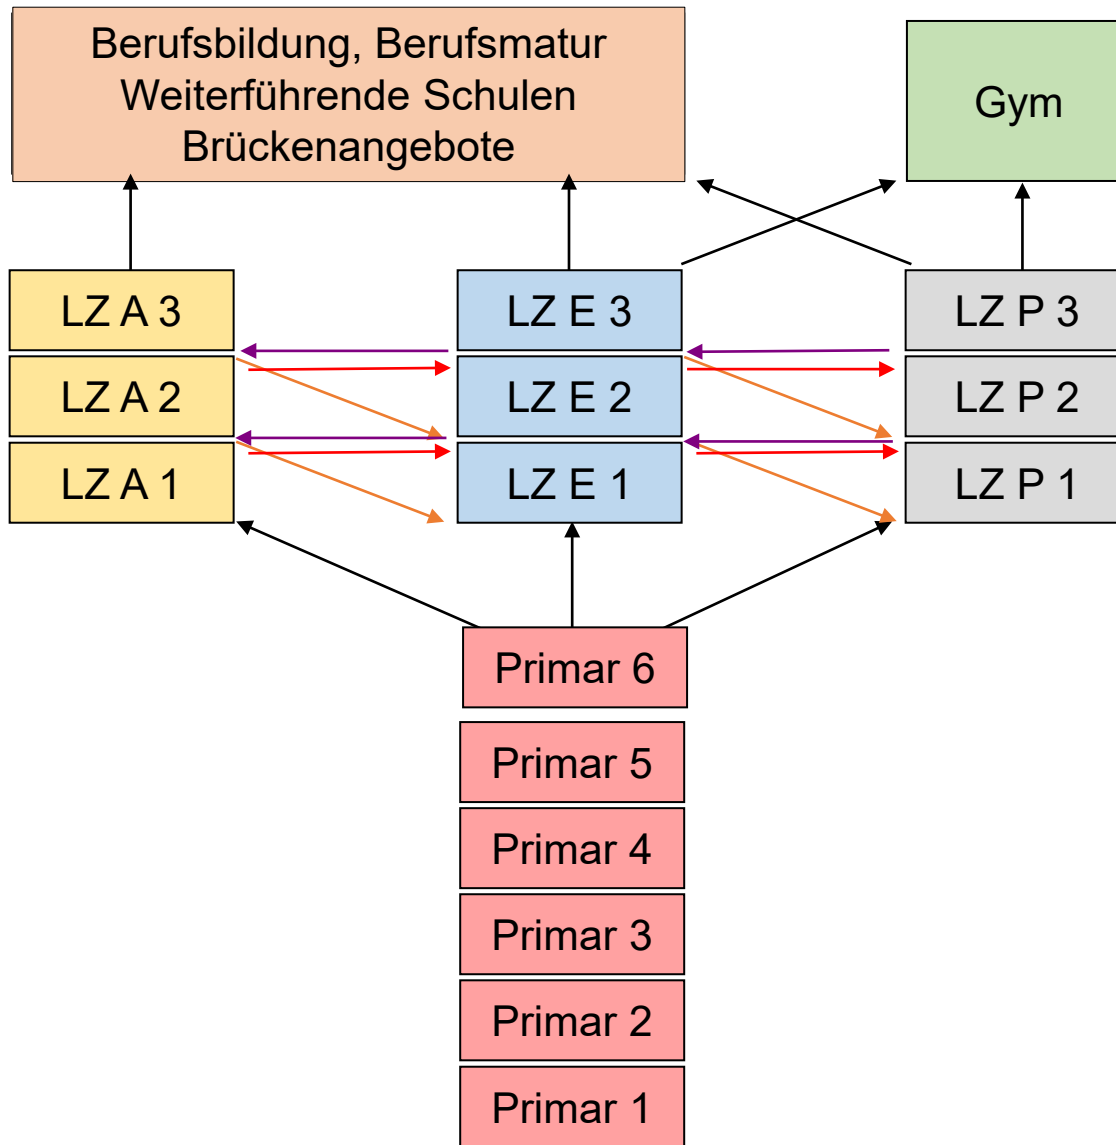 Berufsbildung, Berufsmatur
Weiterführende Schulen
Brückenangebote
Gym
LZ A 3
LZ E 3
LZ P 3
LZ A 2
LZ E 2
LZ P 2
LZ A 1
LZ E 1
LZ P 1
Primar 6
Primar 5
Primar 4
Primar 3
Primar 2
Primar 1